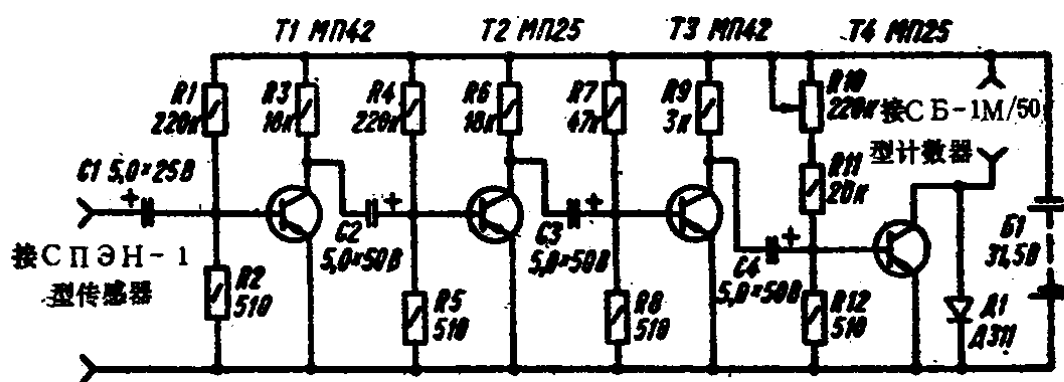 T1 МП42
T2 МП25
T3 МП42
T4 МП25
R1
220к
R3
18к
R4
220к
R6
18к
R7
47к
R9
3к
R10
220к
接СБ-1М/50
型计数器
R11
20к
C1 5,0×25В
接СПЭН-1
型传感器
R2
510
C2
5,0×50В
R5
510
C3
5,0×50В
R8
510
C4
5,0×50В
R12
510
Д1
Д311
Б1
31,5В